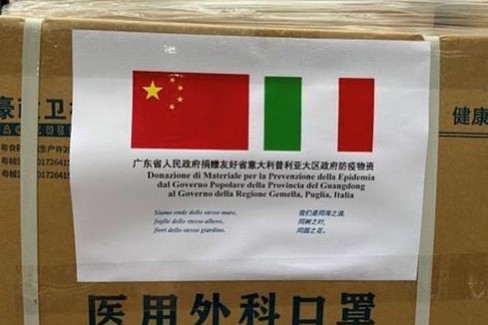 健康
广东省人民政府捐赠友好省意大利普利亚大区政府防疫物资
Donazione di Materiale per la Prevenzione della Epidemia
dal Governo Popolare della Provincia del Guangdong
al Governo della Regione Gemella, Puglia, Italia
Siamo onde dello stesso mare,
foglie dello stesso albero,
fiori dello stesso giardino.
我们是同海之浪,
同树之叶,
同园之花。
医用外科口罩